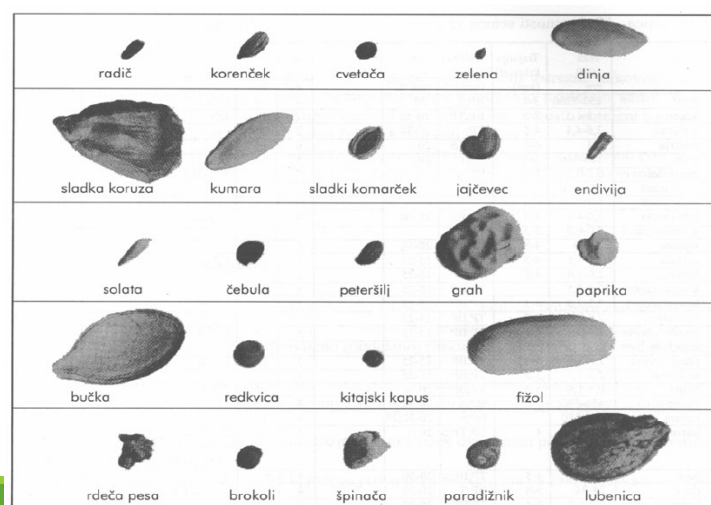 radič korenček cvetača zelena dinja
sladka koruza kumara sladki komarček jajčevec endivija
solata čebula peteršilj grah paprika
bučka redkvica kitajski kapus fižol
rdeča pesa brokoli špinača paradižnik lubenica